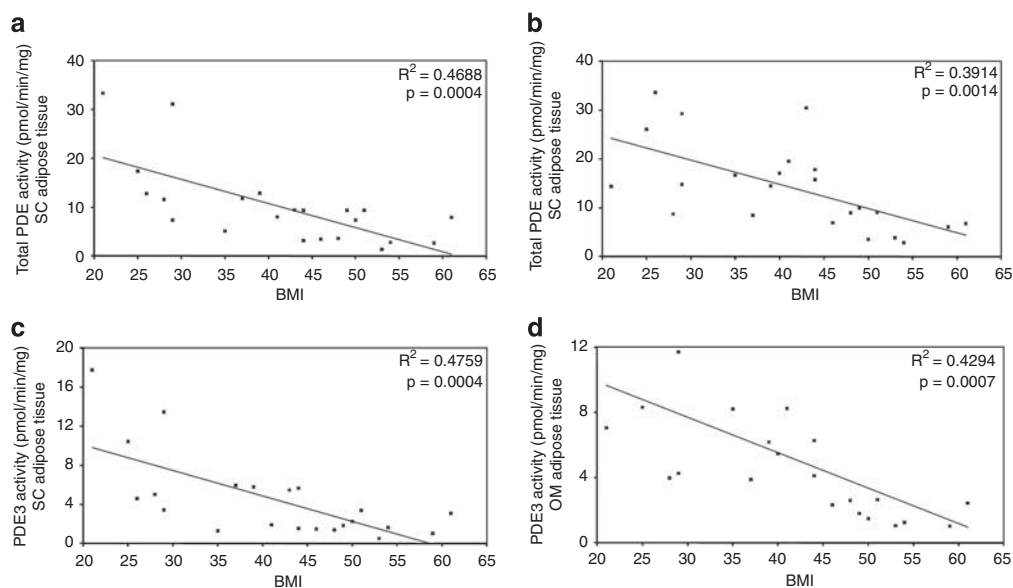 a
Total PDE activity (pmol/min/mg)
SC adipose tissue
40
30
20
10
0
R² = 0.4688
p = 0.0004
20 25 30 35 40 45 50 55 60 65
BMI
b
Total PDE activity (pmol/min/mg)
SC adipose tissue
40
30
20
10
0
R² = 0.3914
p = 0.0014
20 25 30 35 40 45 50 55 60 65
BMI
c
PDE3 activity (pmol/min/mg)
SC adipose tissue
20
16
12
8
4
0
R² = 0.4759
p = 0.0004
20 25 30 35 40 45 50 55 60 65
BMI
d
PDE3 activity (pmol/min/mg)
OM adipose tissue
12
8
4
0
R² = 0.4294
p = 0.0007
20 25 30 35 40 45 50 55 60 65
BMI